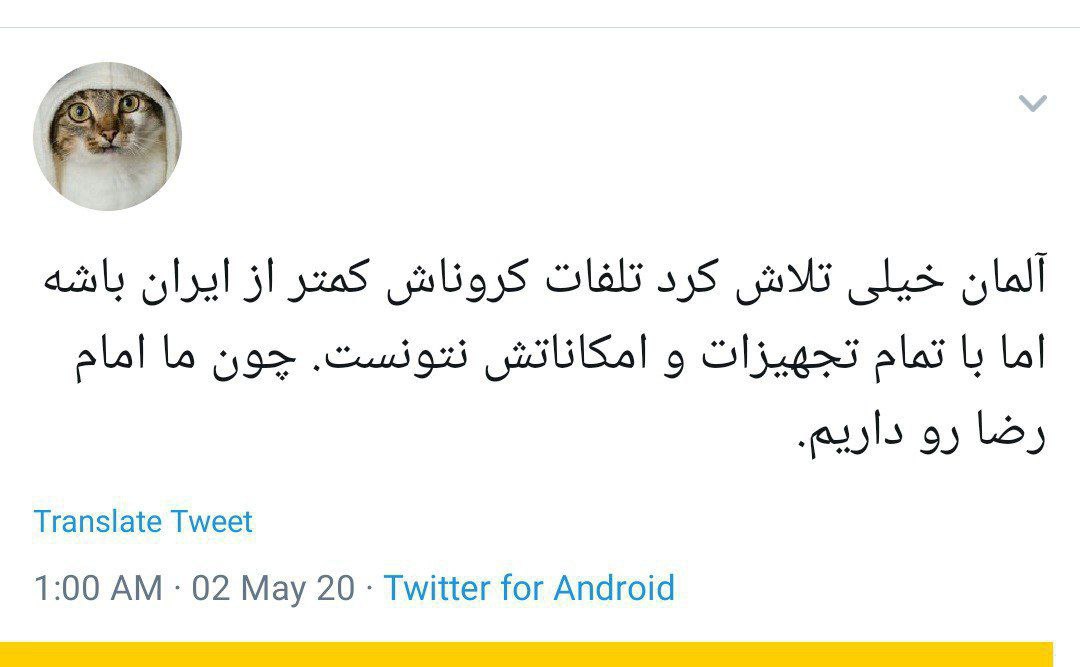 آلمان خیلی تلاش کرد تلفات کروناش کمتر از ایران باشه
اما با تمام تجهیزات و امکاناتش نتونست. چون ما امام
رضا رو داریم.
Translate Tweet
1:00 AM · 02 May 20 · Twitter for Android